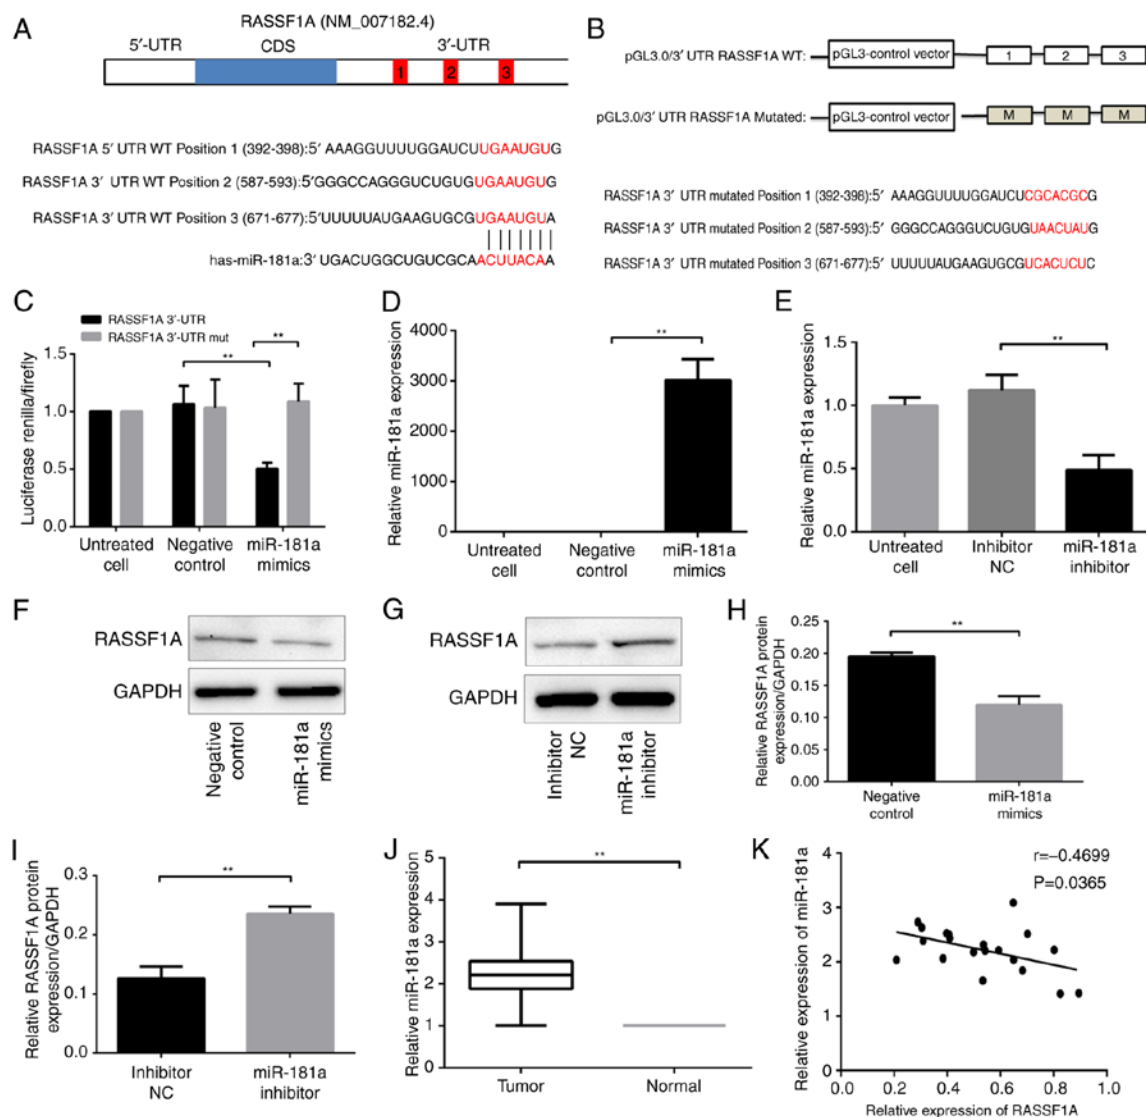 A
RASSF1A (NM_007182.4)
5′-UTR CDS 3′-UTR
1 2 3
RASSF1A 5′ UTR WT Position 1 (392-398):5′ AAAGGUUUUGGAUCUUGAAUGUG
RASSF1A 3′ UTR WT Position 2 (587-593):5′GGGCCAGGGUCUGUGUGAAUGUG
RASSF1A 3′ UTR WT Position 3 (671-677):5′UUUUUAUGAAGUGCGUGAAUGUA
has-miR-181a:3′ UGACUGGCUGUCGCAACUUACAA
B
pGL3.0/3′ UTR RASSF1A WT: pGL3-control vector 1 2 3
pGL3.0/3′ UTR RASSF1A Mutated: pGL3-control vector M M M
RASSF1A 3′ UTR mutated Position 1 (392-398):5′ AAAGGUUUUGGAUCUCGCACGCG
RASSF1A 3′ UTR mutated Position 2 (587-593):5′ GGGCCAGGGUCUGUGUAACUAUG
RASSF1A 3′ UTR mutated Position 3 (671-677):5′ UUUUUAUGAAGUGCGUCACUCUC
C
RASSF1A 3′-UTR
RASSF1A 3′-UTR mut
Luciferase renilla/firefly
1.5
1.0
0.5
0.0
** **
Untreated cell
Negative control
miR-181a mimics
D
Relative miR-181a expression
4000
3000
2000
1000
0
**
Untreated cell
Negative control
miR-181a mimics
E
Relative miR-181a expression
1.5
1.0
0.5
0.0
**
Untreated cell
Inhibitor NC
miR-181a inhibitor
F
RASSF1A
GAPDH
Negative control
miR-181a mimics
G
RASSF1A
GAPDH
Inhibitor NC
miR-181a inhibitor
H
Relative RASSF1A protein expression/GAPDH
0.25
0.20
0.15
0.10
0.05
0.00
**
Negative control
miR-181a mimics
I
Relative RASSF1A protein expression/GAPDH
0.3
0.2
0.1
0.0
**
Inhibitor NC
miR-181a inhibitor
J
Relative miR-181a expression
5
4
3
2
1
0
**
Tumor Normal
K
Relative expression of miR-181a
4
3
2
1
0
r=−0.4699
P=0.0365
0.0 0.2 0.4 0.6 0.8 1.0
Relative expression of RASSF1A